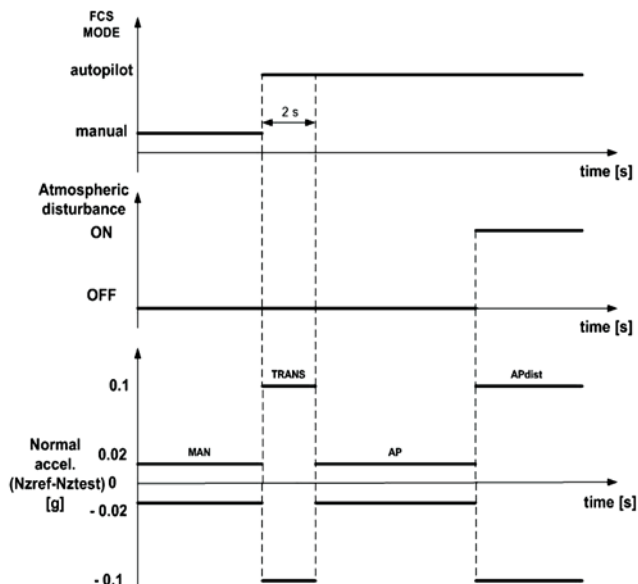 FCS
MODE
autopilot
2 s
manual
time [s]
Atmospheric
disturbance
ON
OFF
time [s]
TRANS
APdist
0.1
Normal
accel.
(Nzref-Nztest)
[g]
0.02
MAN
AP
0
- 0.02
time [s]
- 0.1